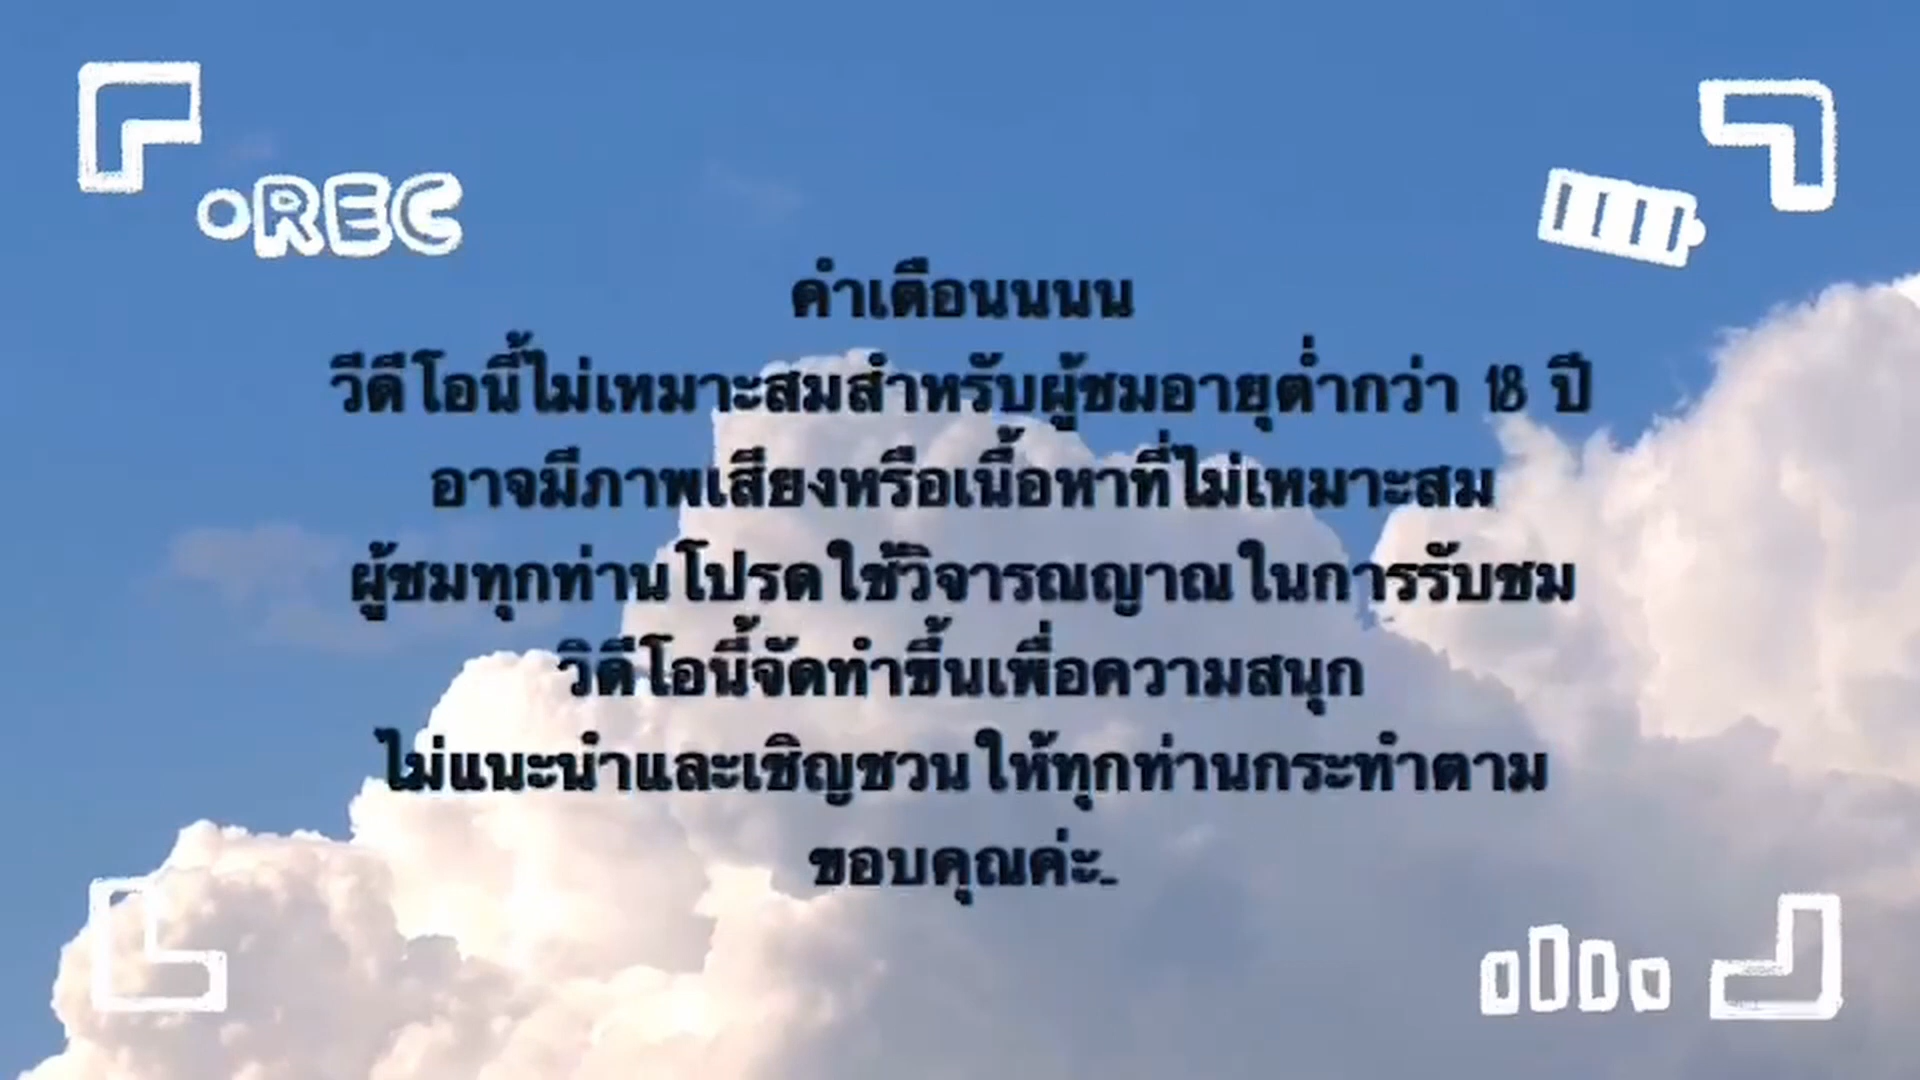 REC
คำเตือนนนน
วีดีโอนี้ไม่เหมาะสมสำหรับผู้ชมอายุต่ำกว่า 18 ปี
อาจมีภาพเสียงหรือเนื้อหาที่ไม่เหมาะสม
ผู้ชมทุกท่านโปรดใช้วิจารณญาณในการรับชม
วิดีโอนี้จัดทำขึ้นเพื่อความสนุก
ไม่แนะนำและเชิญชวนให้ทุกท่านกระทำตาม
ขอบคุณค่ะ..